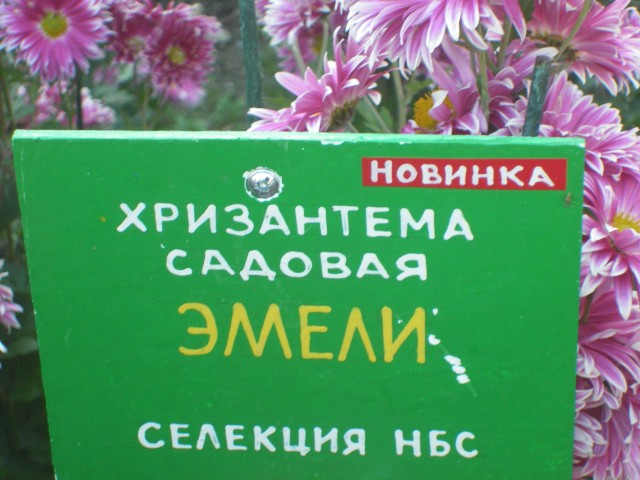 НОВИНКА
ХРИЗАНТЕМА
САДОВАЯ
ЭМЕЛИ
СЕЛЕКЦИЯ НБС